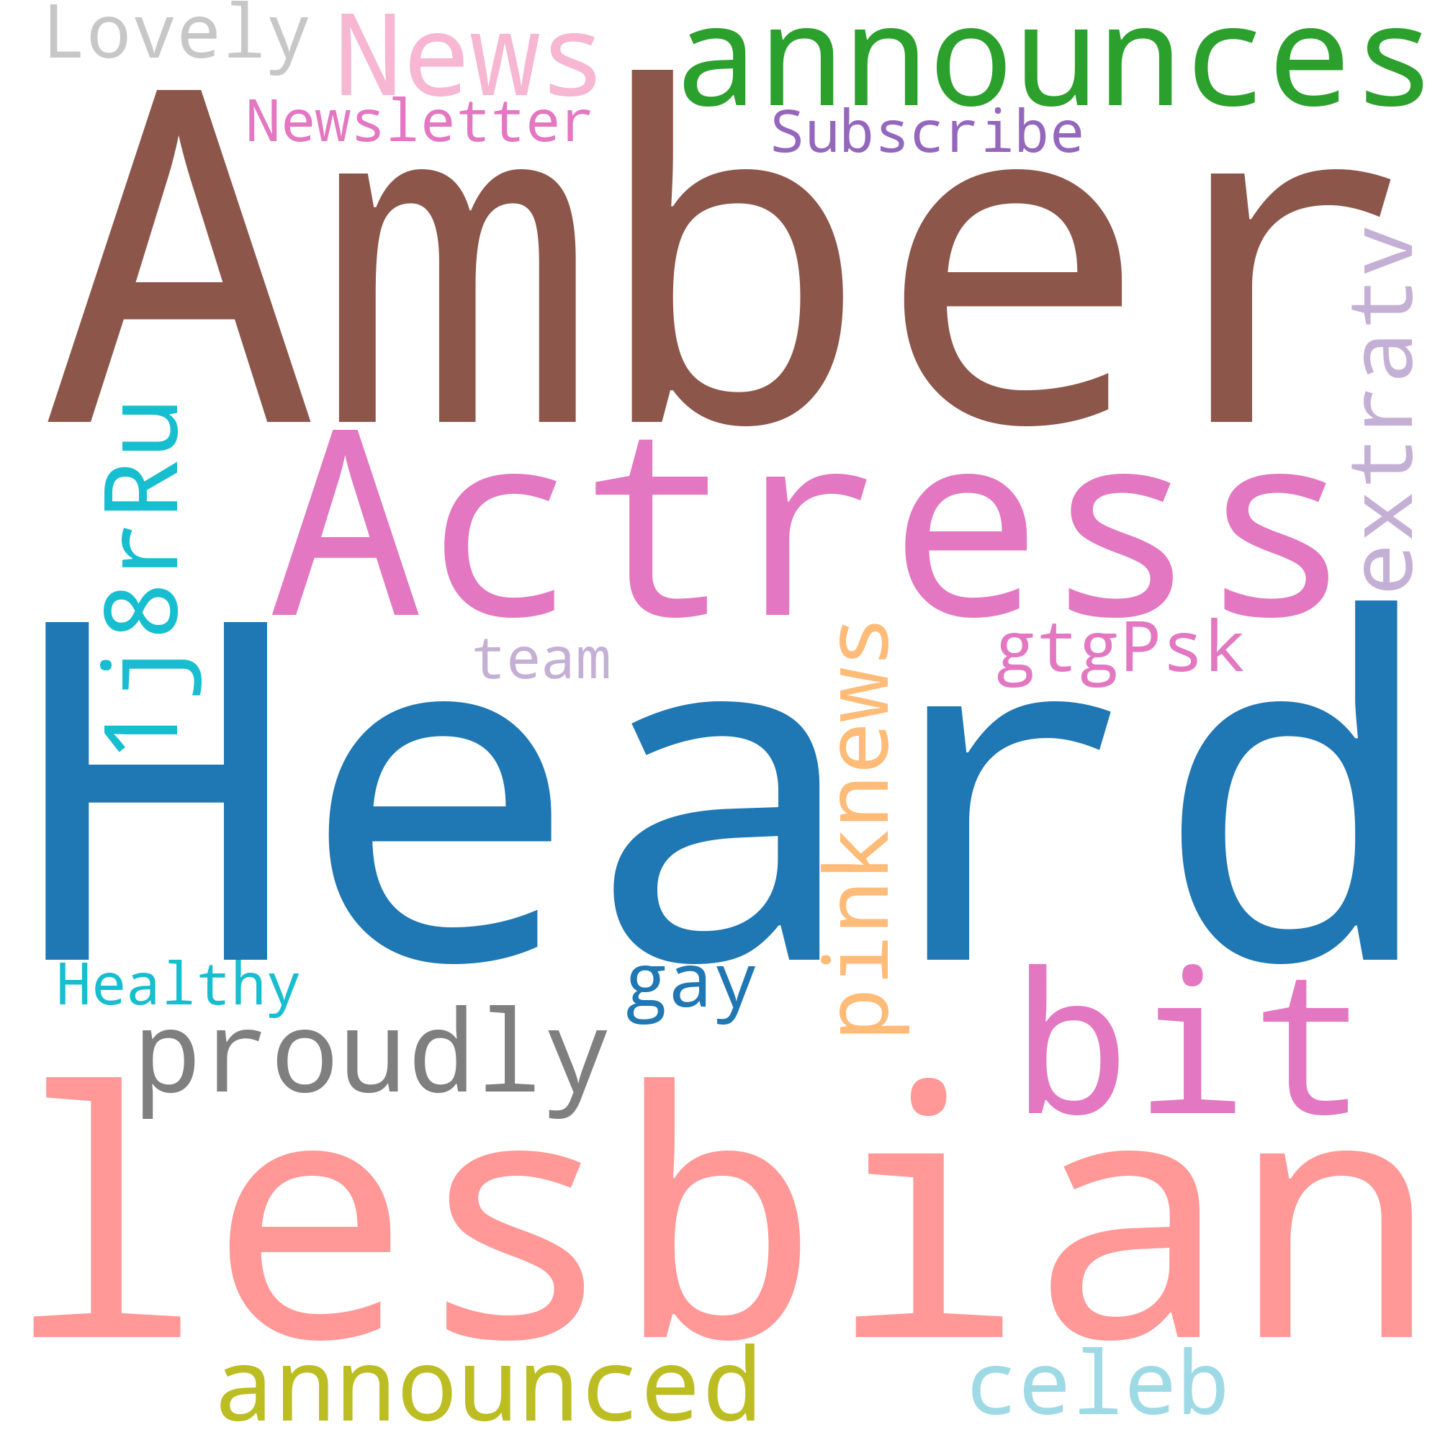 Lovely
News
announces
Newsletter
Subscribe
Amber
extratv
1j8rRu
Actress
team
gtgPsk
pinknews
Heard
Healthy
gay
proudly
bit
lesbian
announced
celeb